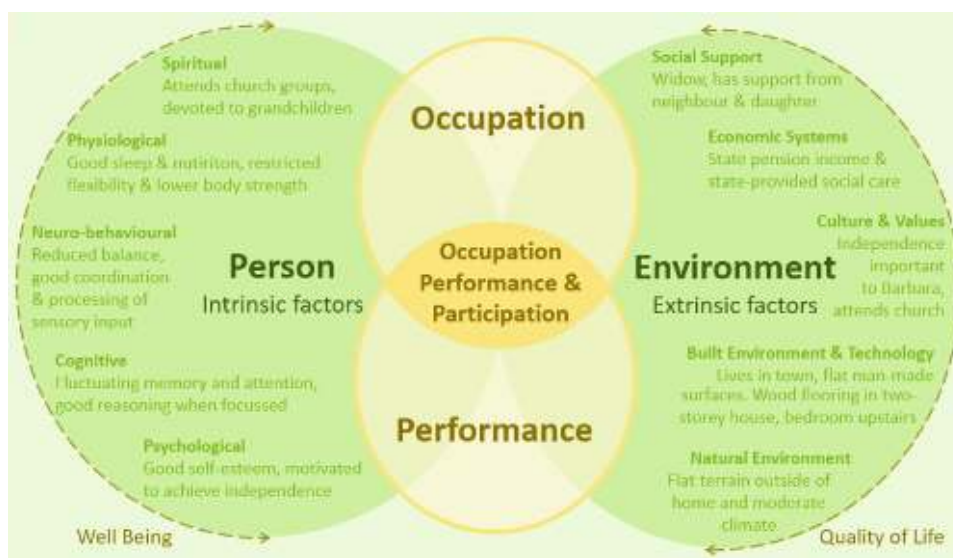 Spiritual
Attends church groups,
devoted to grandchildren
Physiological
Good sleep & nutiriton, restricted
flexibility & lower body strength
Neuro-behavioural
Reduced balance,
good coordination
& processing of
sensory input
Person
Intrinsic factors
Cognitive
Fluctuating memory and attention,
good reasoning when focussed
Psychological
Good self-esteem, motivated
to achieve independence
Well Being
Occupation
Occupation
Performance &
Participation
Performance
Social Support
Widow, has support from
neighbour & daughter
Economic Systems
State pension income &
state-provided social care
Culture & Values
Independence
important
to Barbara,
attends church
Environment
Extrinsic factors
Built Environment & Technology
Lives in town, flat man-made
surfaces. Wood flooring in two-
storey house, bedroom upstairs
Natural Environment
Flat terrain outside of
home and moderate
climate
Quality of Life